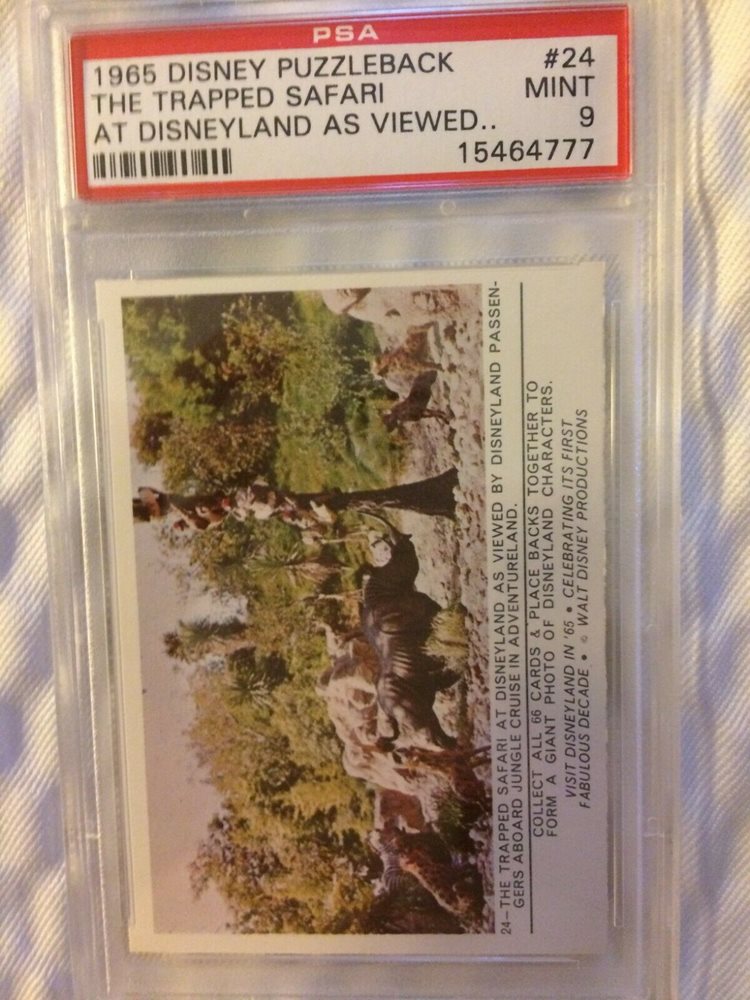 PSA
1965 DISNEY PUZZLEBACK #24
THE TRAPPED SAFARI MINT
AT DISNEYLAND AS VIEWED.. 9
15464777
24—THE TRAPPED SAFARI AT DISNEYLAND AS VIEWED BY DISNEYLAND PASSEN-
GERS ABOARD JUNGLE CRUISE IN ADVENTURELAND.
COLLECT ALL 66 CARDS & PLACE BACKS TOGETHER TO
FORM A GIANT PHOTO OF DISNEYLAND CHARACTERS.
VISIT DISNEYLAND IN '65 • CELEBRATING ITS FIRST
FABULOUS DECADE • © WALT DISNEY PRODUCTIONS